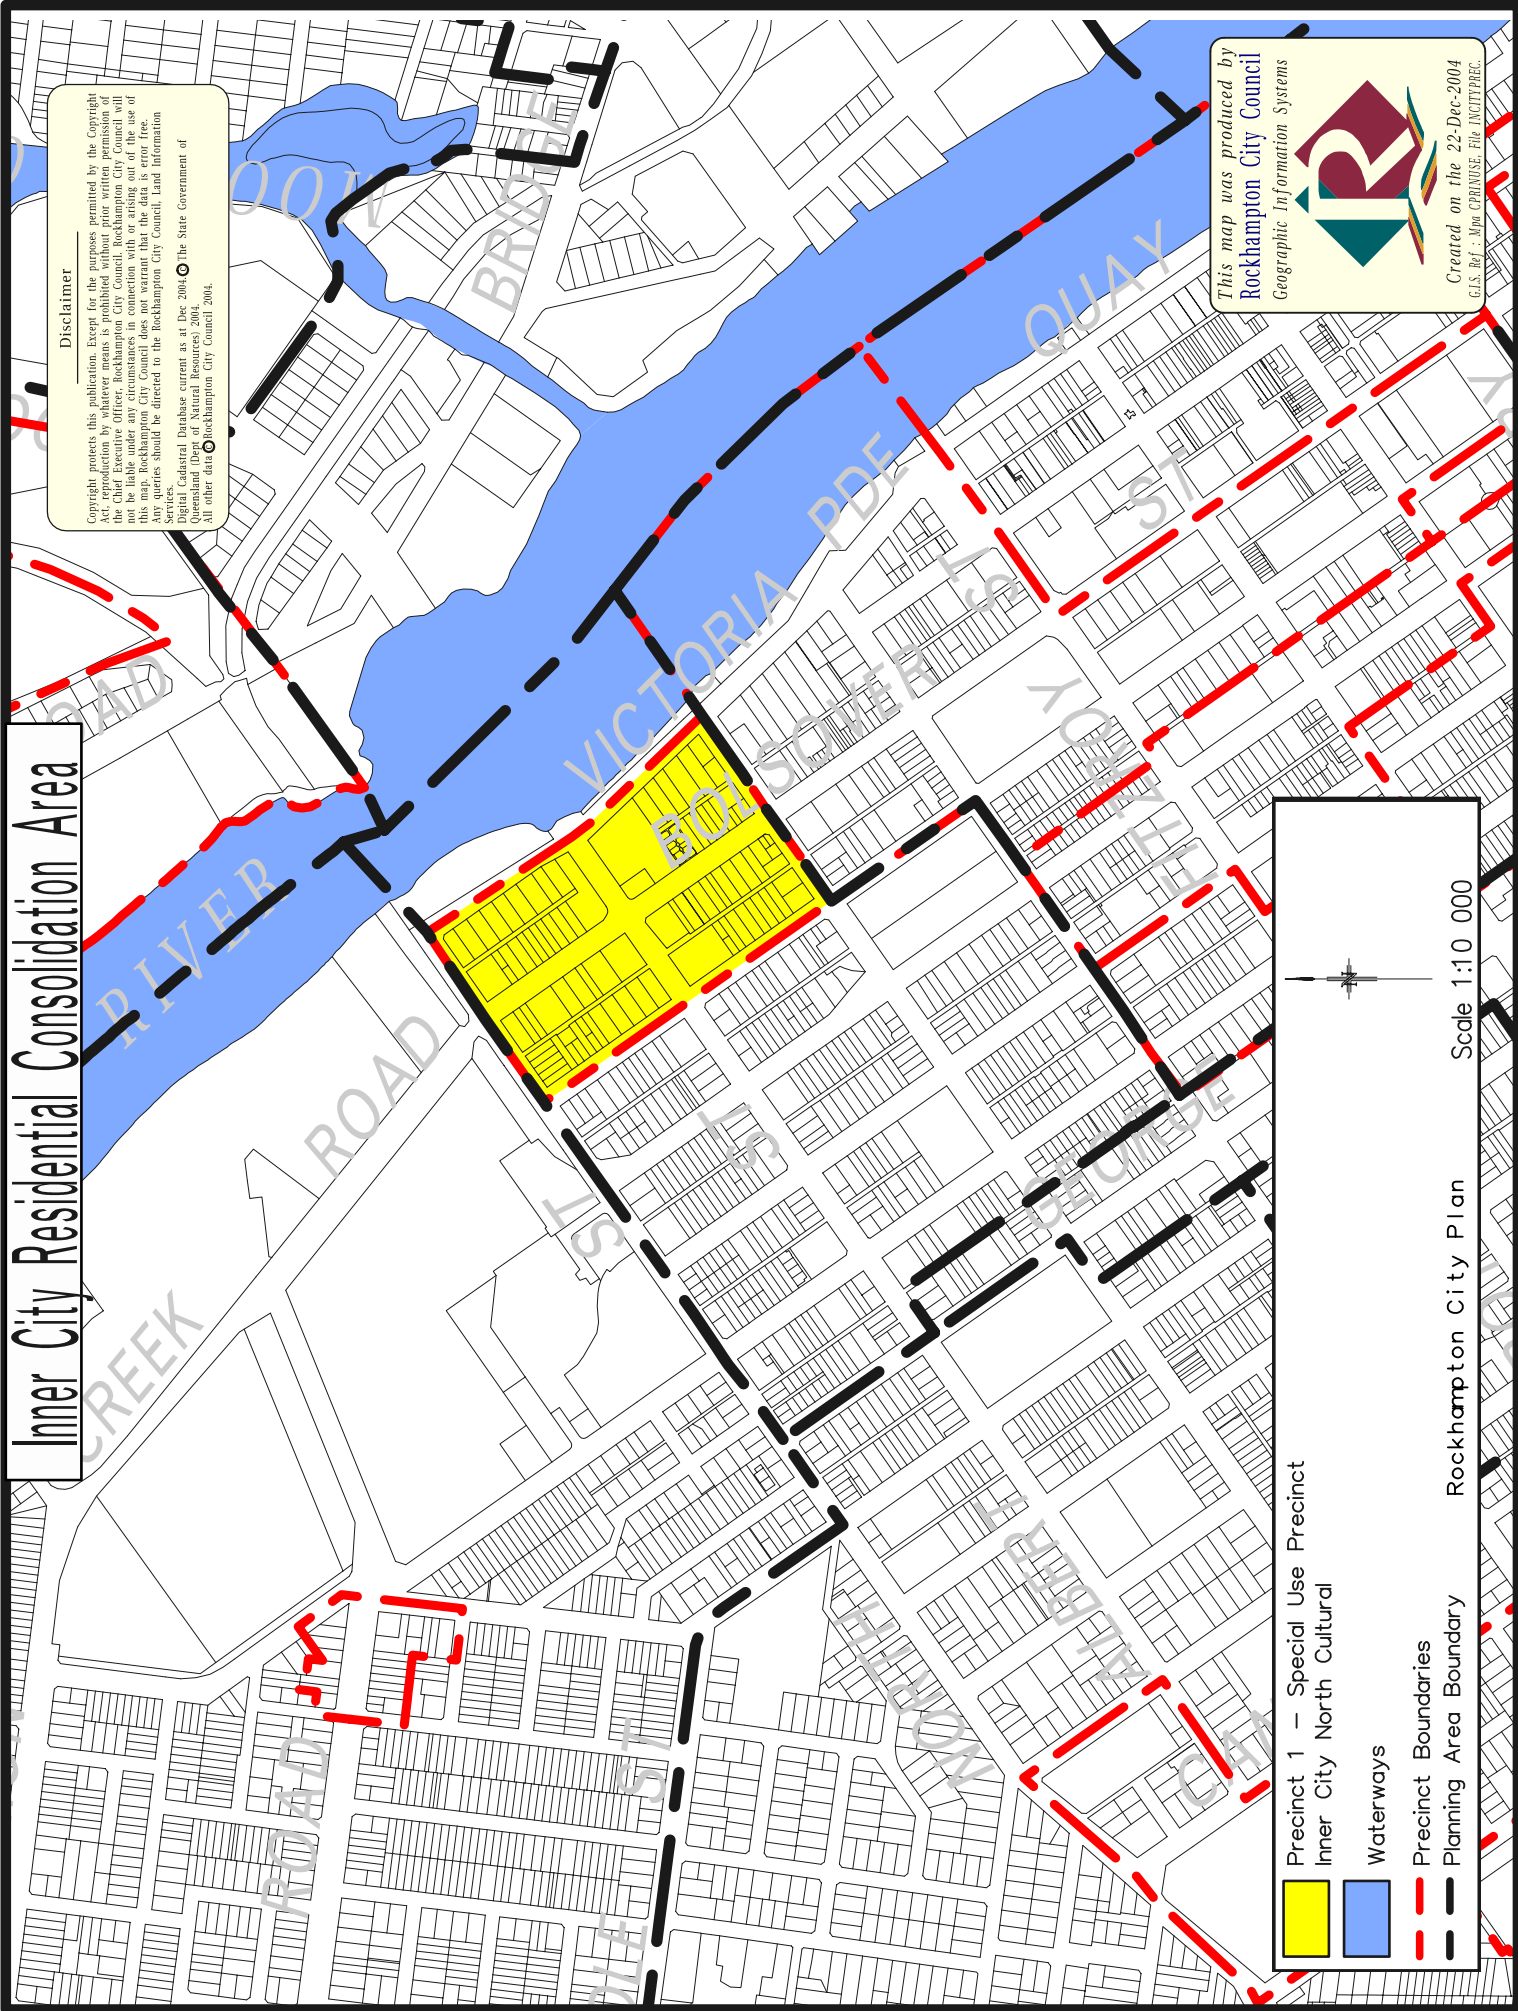 Inner City Residential Consolidation Area
Disclaimer
Copyright protects this publication. Except for the purposes permitted by the Copyright
Act, reproduction by whatever means is prohibited without prior written permission of
the Chief Executive Officer, Rockhampton City Council. Rockhampton City Council will
not be liable under any circumstances in connection with or arising out of the use of
this map. Rockhampton City Council does not warrant that the data is error free.
Any queries should be directed to the Rockhampton City Council, Land Information
Services.
Digital Cadastral Database current as at Dec 2004. © The State Government of
Queensland (Dept of Natural Resources) 2004.
All other data © Rockhampton City Council 2004.
This map was produced by
Rockhampton City Council
Geographic Information Systems
R
Created on the 22-Dec-2004
G.I.S. Ref : Mpa CPRINUSE, File INCITYPREC.
BRIDGE
QUAY
VICTORIA PDE
BOLSOVER
ST
ST
FITZROY
ROAD
RIVER
ROAD
CREEK
ST
ST
GEORGE
ALBERT
NORTH
ST
ROAD
N
Precinct 1 – Special Use Precinct
Inner City North Cultural
Waterways
Precinct Boundaries
Planning Area Boundary
Rockhampton City Plan
Scale 1:10 000